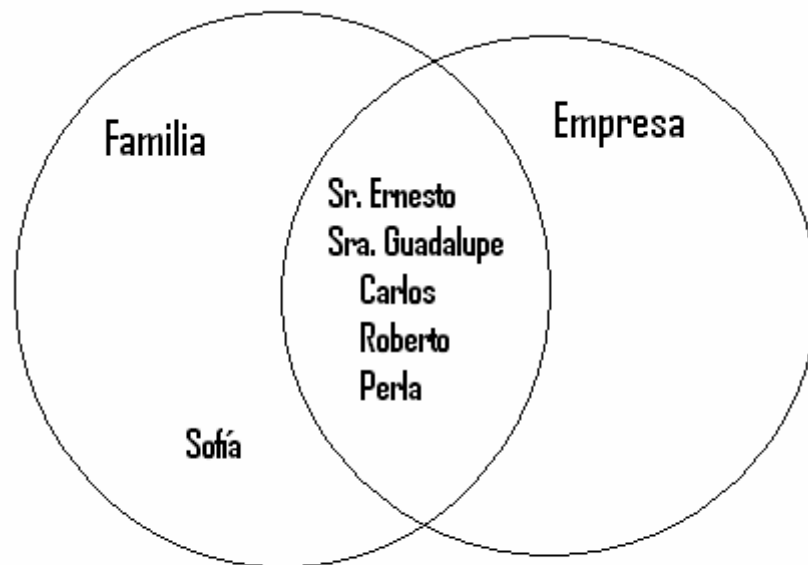 Familia
Empresa
Sr. Ernesto
Sra. Guadalupe
Carlos
Roberto
Perla
Sofía